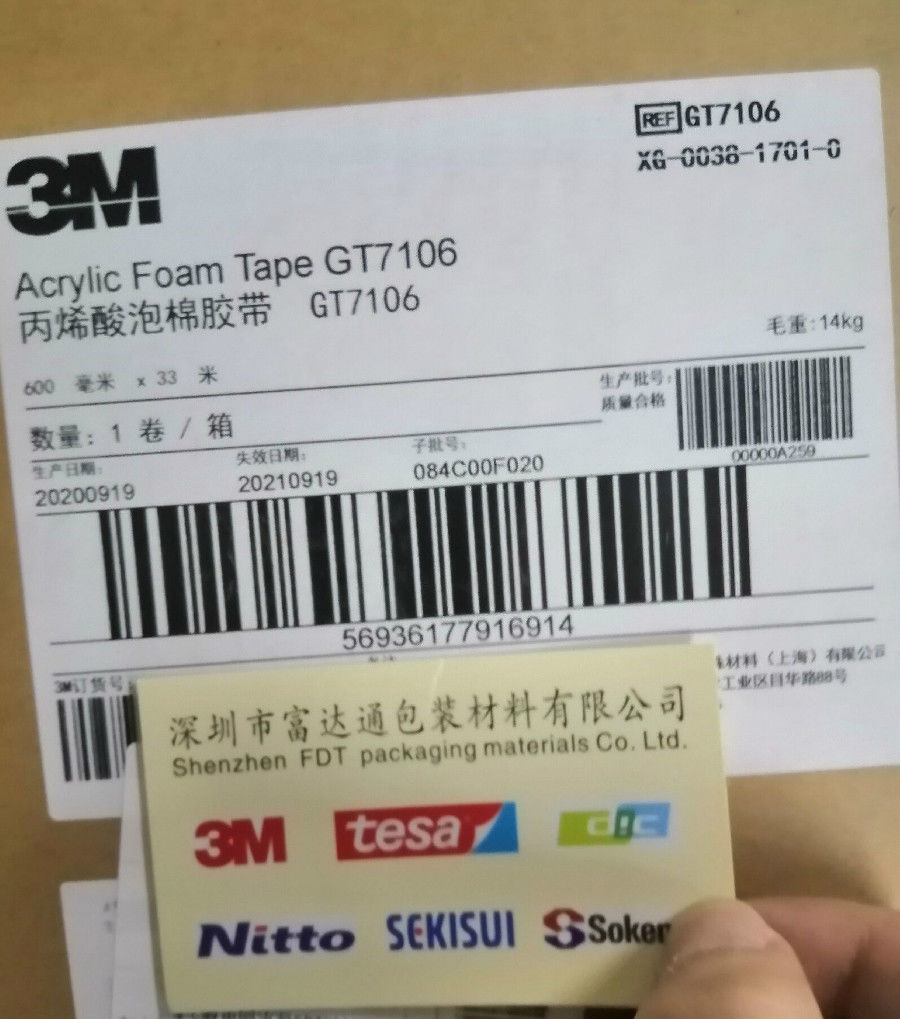 3M
REF GT7106
XG-0038-1701-0
Acrylic Foam Tape GT7106
丙烯酸泡棉胶带 GT7106
毛重:14kg
600 毫米 x 33 米
生产批号:
质量合格
00000A259
数量: 1 卷 / 箱
生产日期:
20200919
失效日期:
20210919
子批号:
084C00F020
56936177916914
3M订货号
材料（上海）有限公司
工业区目华路88号
深圳市富达通包装材料有限公司
Shenzhen FDT packaging materials Co. Ltd.
3M
tesa
dic
Nitto
SEKISUI
Soken